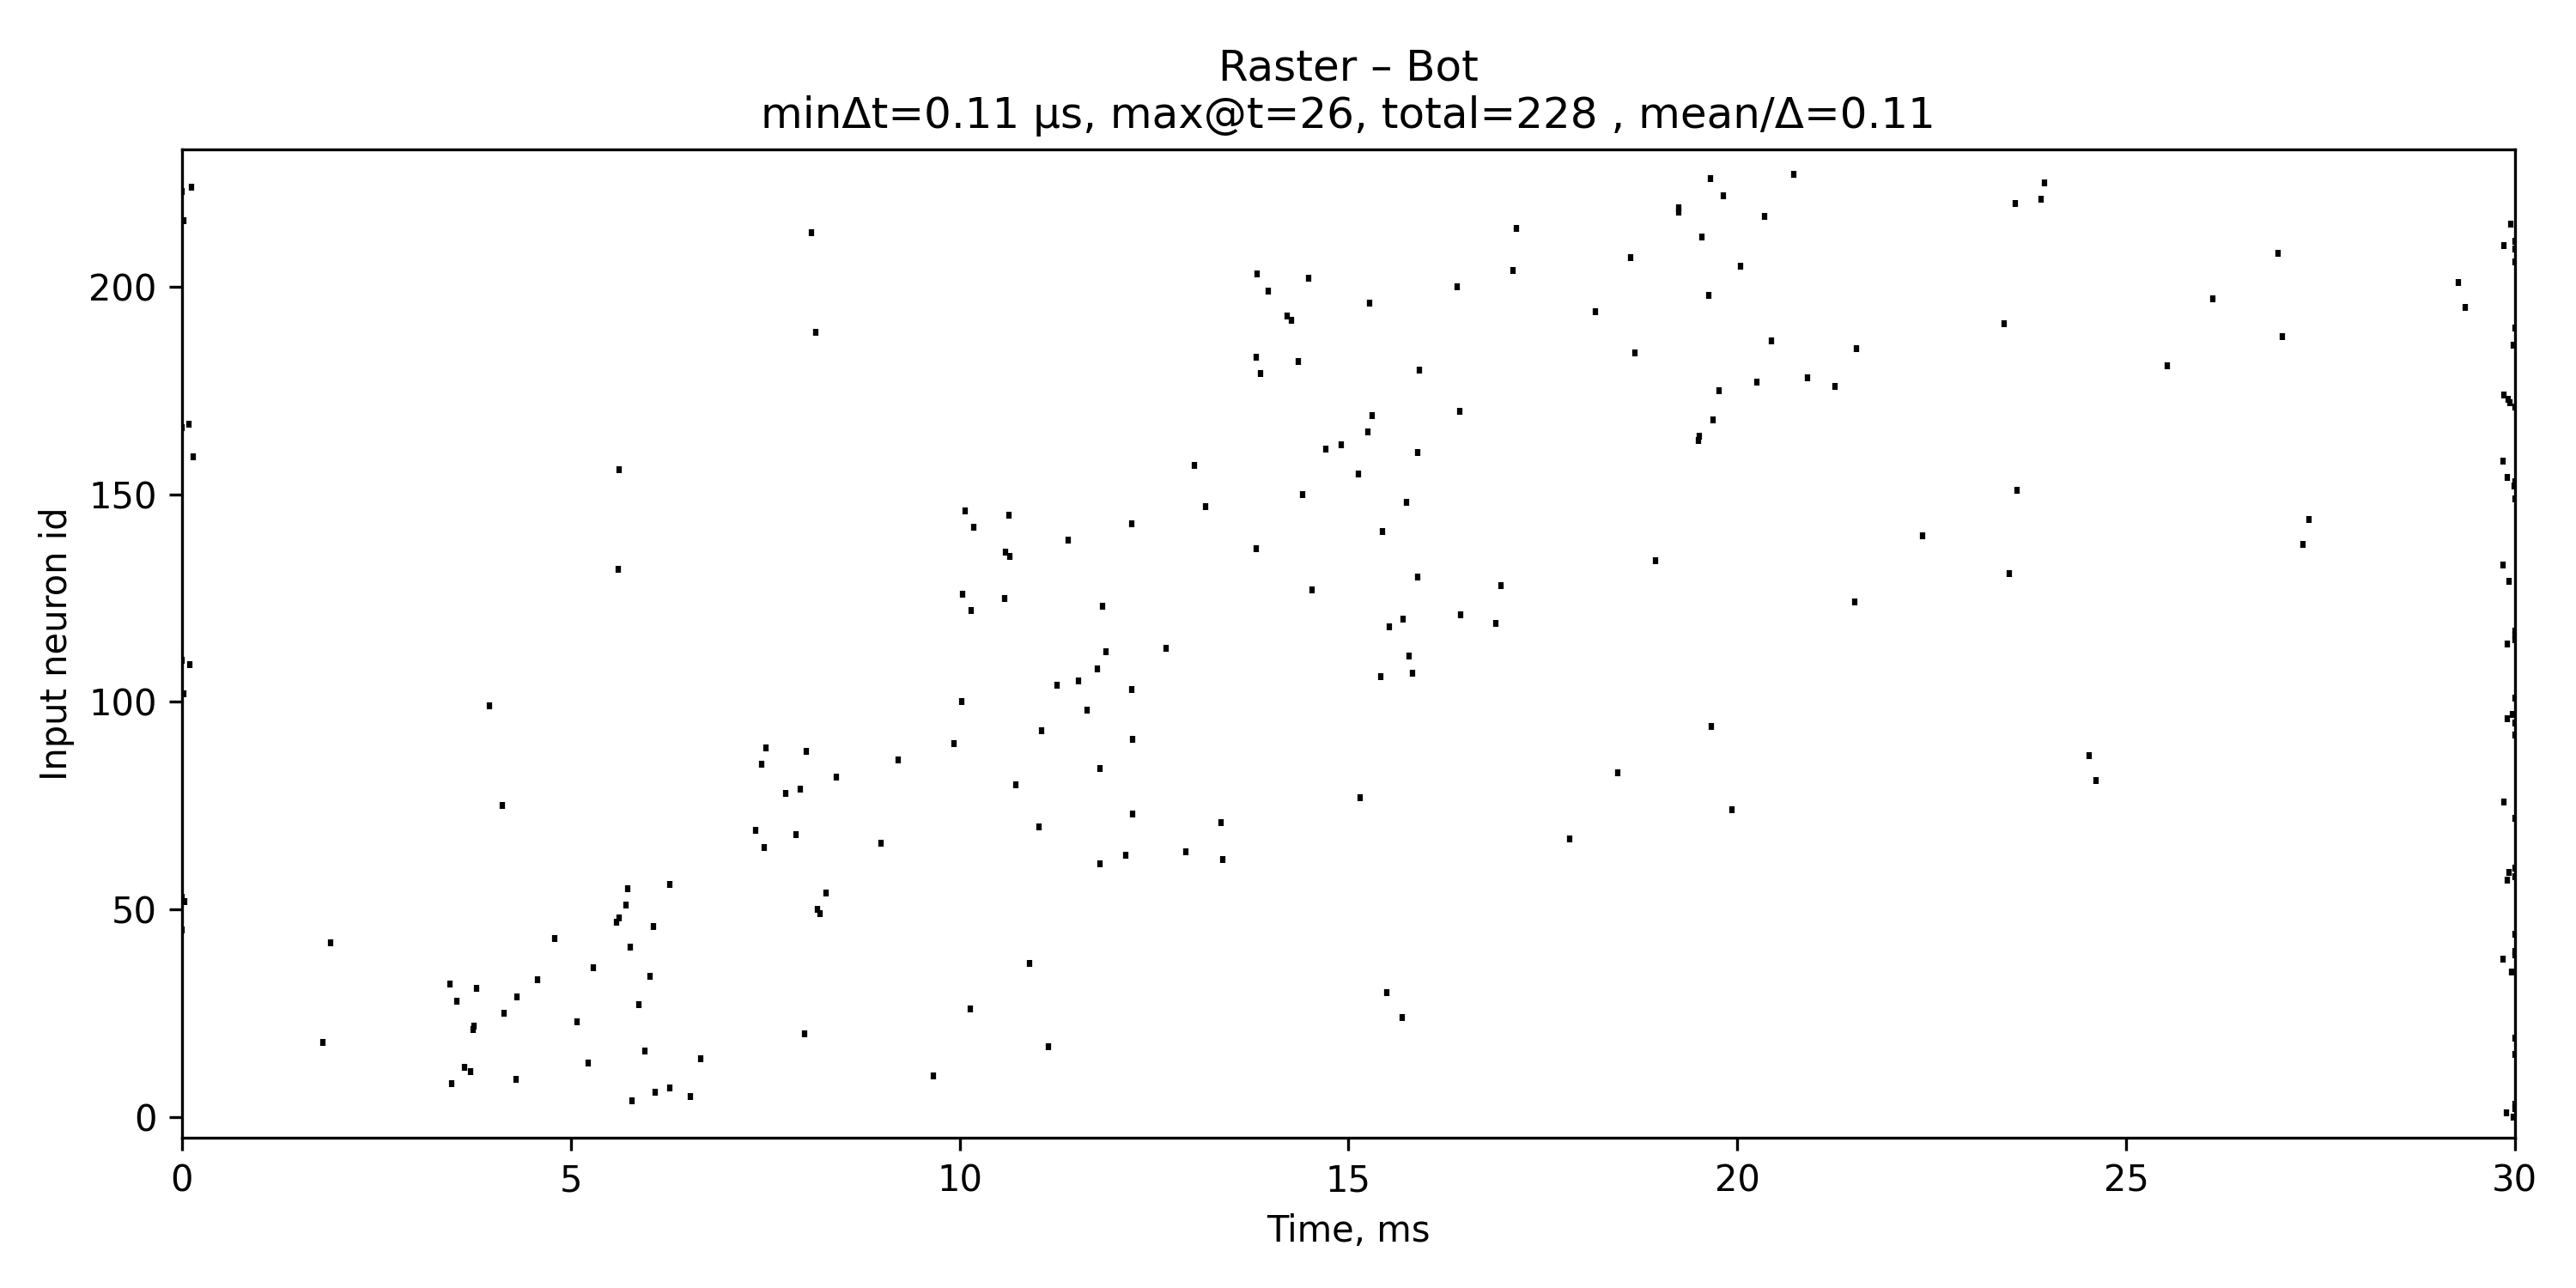 Raster – Bot
minΔt=0.11 µs, max@t=26, total=228 , mean/Δ=0.11
200
150
100
50
0
Input neuron id
0 5 10 15 20 25 30
Time, ms